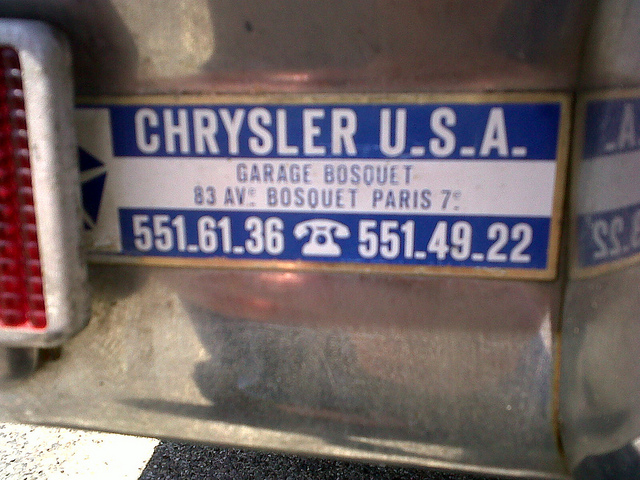 CHRYSLER U.S.A.
GARAGE BOSQUET
83 AVE. BOSQUET PARIS 7e
551.61.36 ☎ 551.49.22